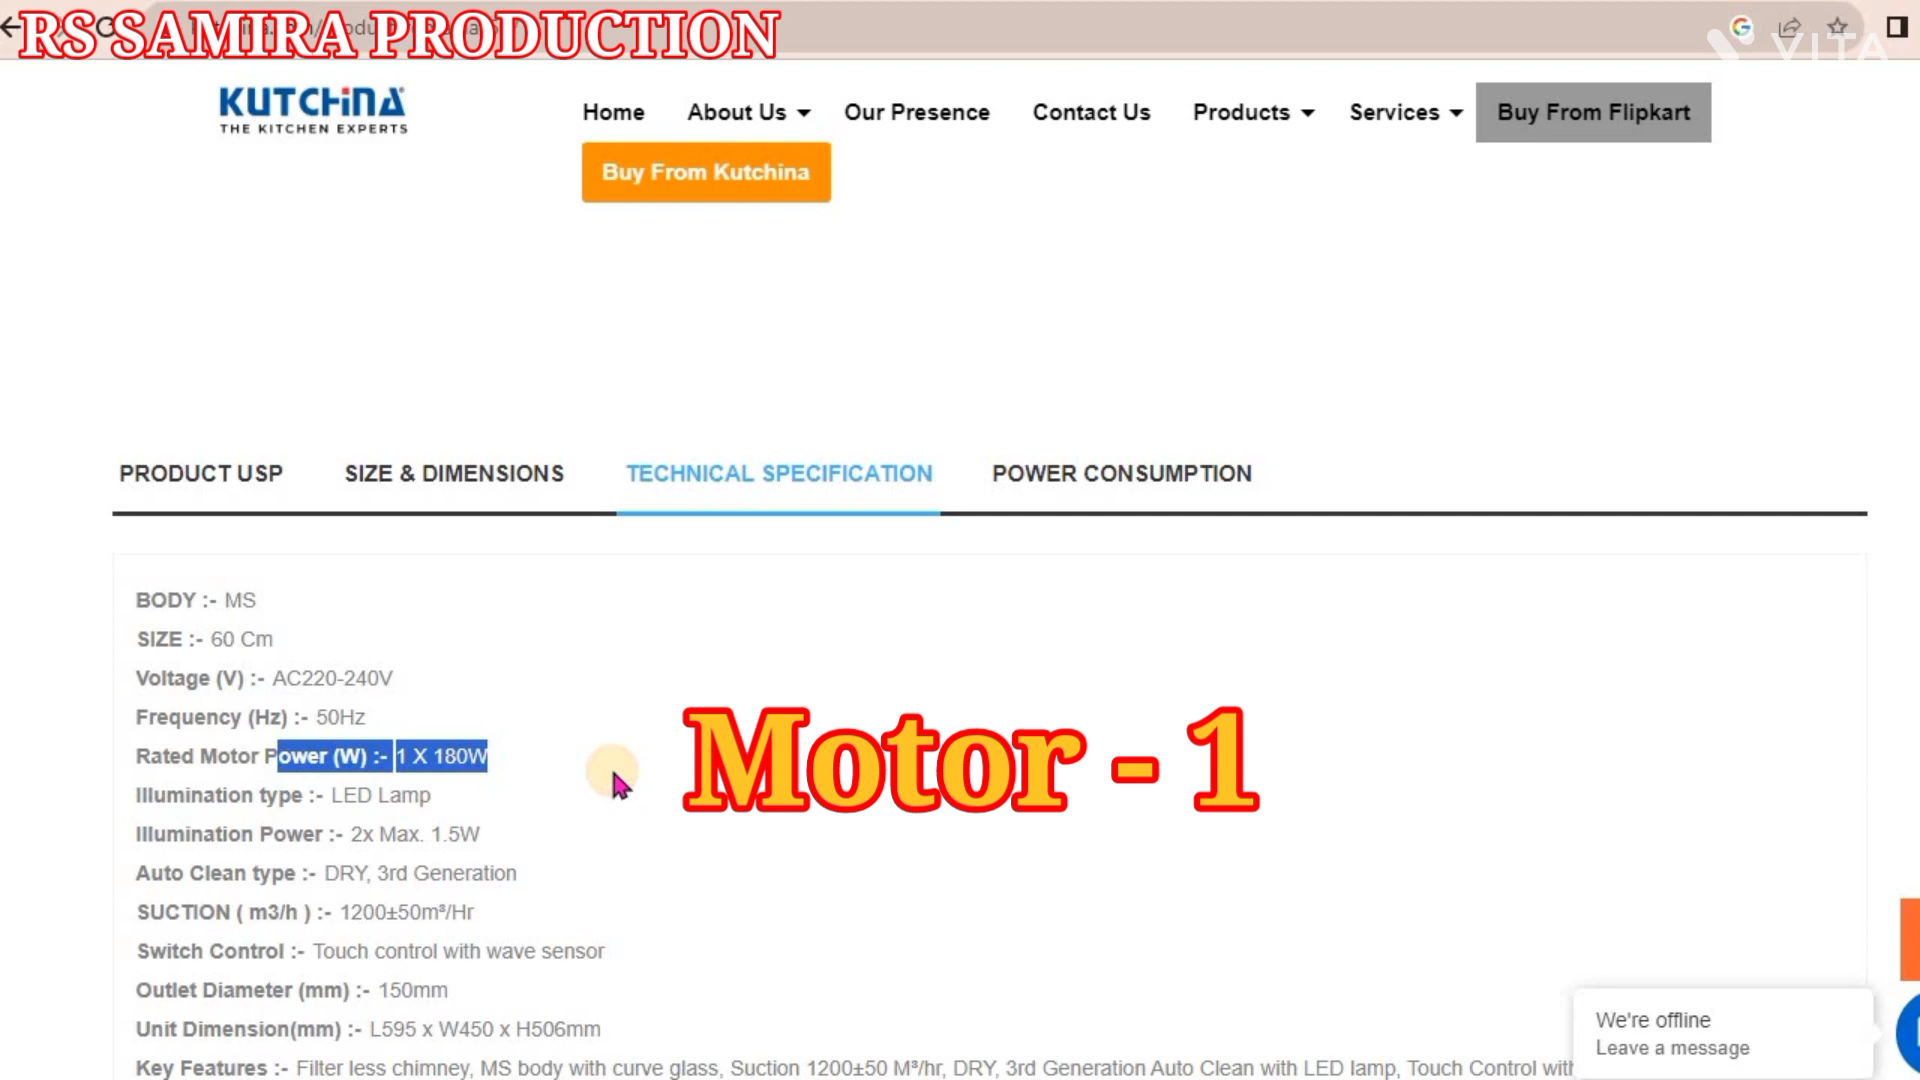 RS SAMIRA PRODUCTION
VITA
KUTCHINA
THE KITCHEN EXPERTS
Home About Us Our Presence Contact Us Products Services Buy From Flipkart
Buy From Kutchina
PRODUCT USP SIZE & DIMENSIONS TECHNICAL SPECIFICATION POWER CONSUMPTION
BODY :- MS
SIZE :- 60 Cm
Voltage (V) :- AC220-240V
Frequency (Hz) :- 50Hz
Rated Motor Power (W) :- 1 X 180W
Motor - 1
Illumination type :- LED Lamp
Illumination Power :- 2x Max. 1.5W
Auto Clean type :- DRY, 3rd Generation
SUCTION ( m3/h ) :- 1200±50m³/Hr
Switch Control :- Touch control with wave sensor
Outlet Diameter (mm) :- 150mm
Unit Dimension(mm) :- L595 x W450 x H506mm
Key Features :- Filter less chimney, MS body with curve glass, Suction 1200±50 M³/hr, DRY, 3rd Generation Auto Clean with LED lamp, Touch Control with
We're offline
Leave a message